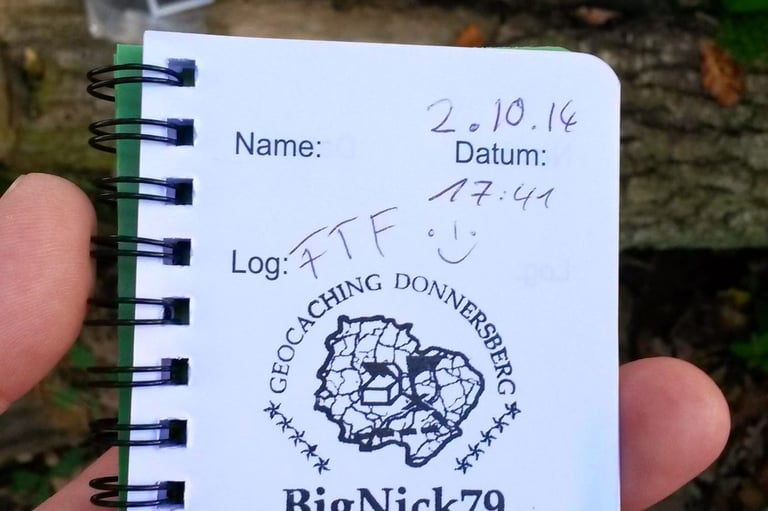 2.10.14
Name:
Datum:
17:41
FTF
Log:
GEOCACHING DONNERSBERG
BigNick79